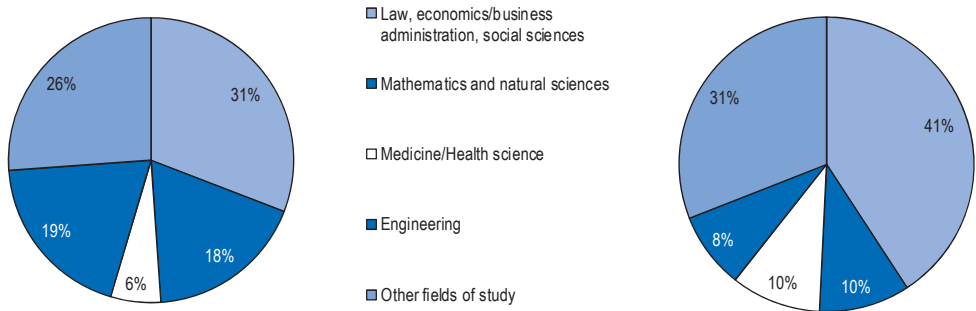 31%
18%
6%
19%
26%
Law, economics/business
administration, social sciences
Mathematics and natural sciences
Medicine/Health science
Engineering
Other fields of study
41%
10%
10%
8%
31%